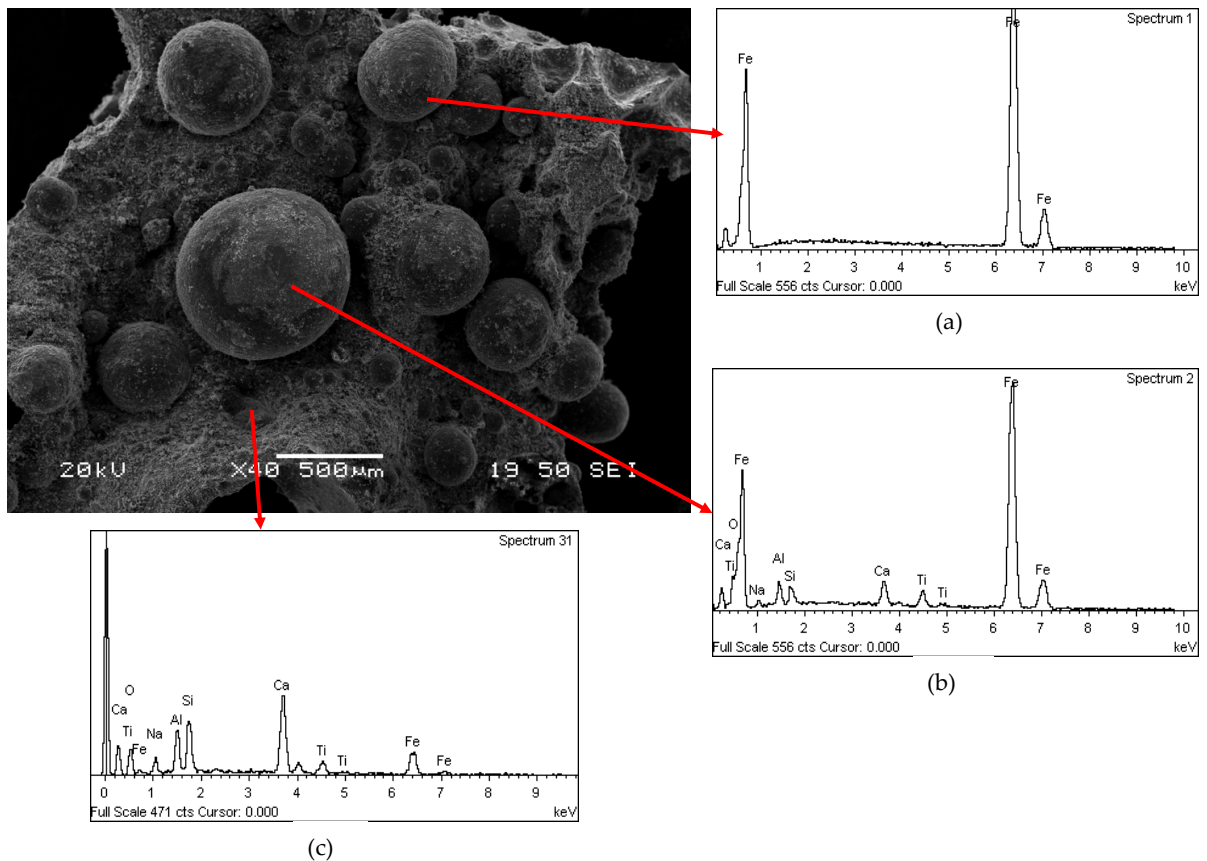 20kV X40 500µm 19 50 SEI
Spectrum 1
Fe
Fe
Fe
1 2 3 4 5 6 7 8 9 10
Full Scale 556 cts Cursor: 0.000 keV
(a)
Spectrum 2
Fe
Fe
O
Ca
Ti
Na
Al
Si
Ca
Ti
Ti
Fe
1 2 3 4 5 6 7 8 9 10
Full Scale 556 cts Cursor: 0.000 keV
(b)
Spectrum 31
O
Ca
Ti
Fe
Na
Al
Si
Ca
Ti
Ti
Fe
Fe
0 1 2 3 4 5 6 7 8 9
Full Scale 471 cts Cursor: 0.000 keV
(c)